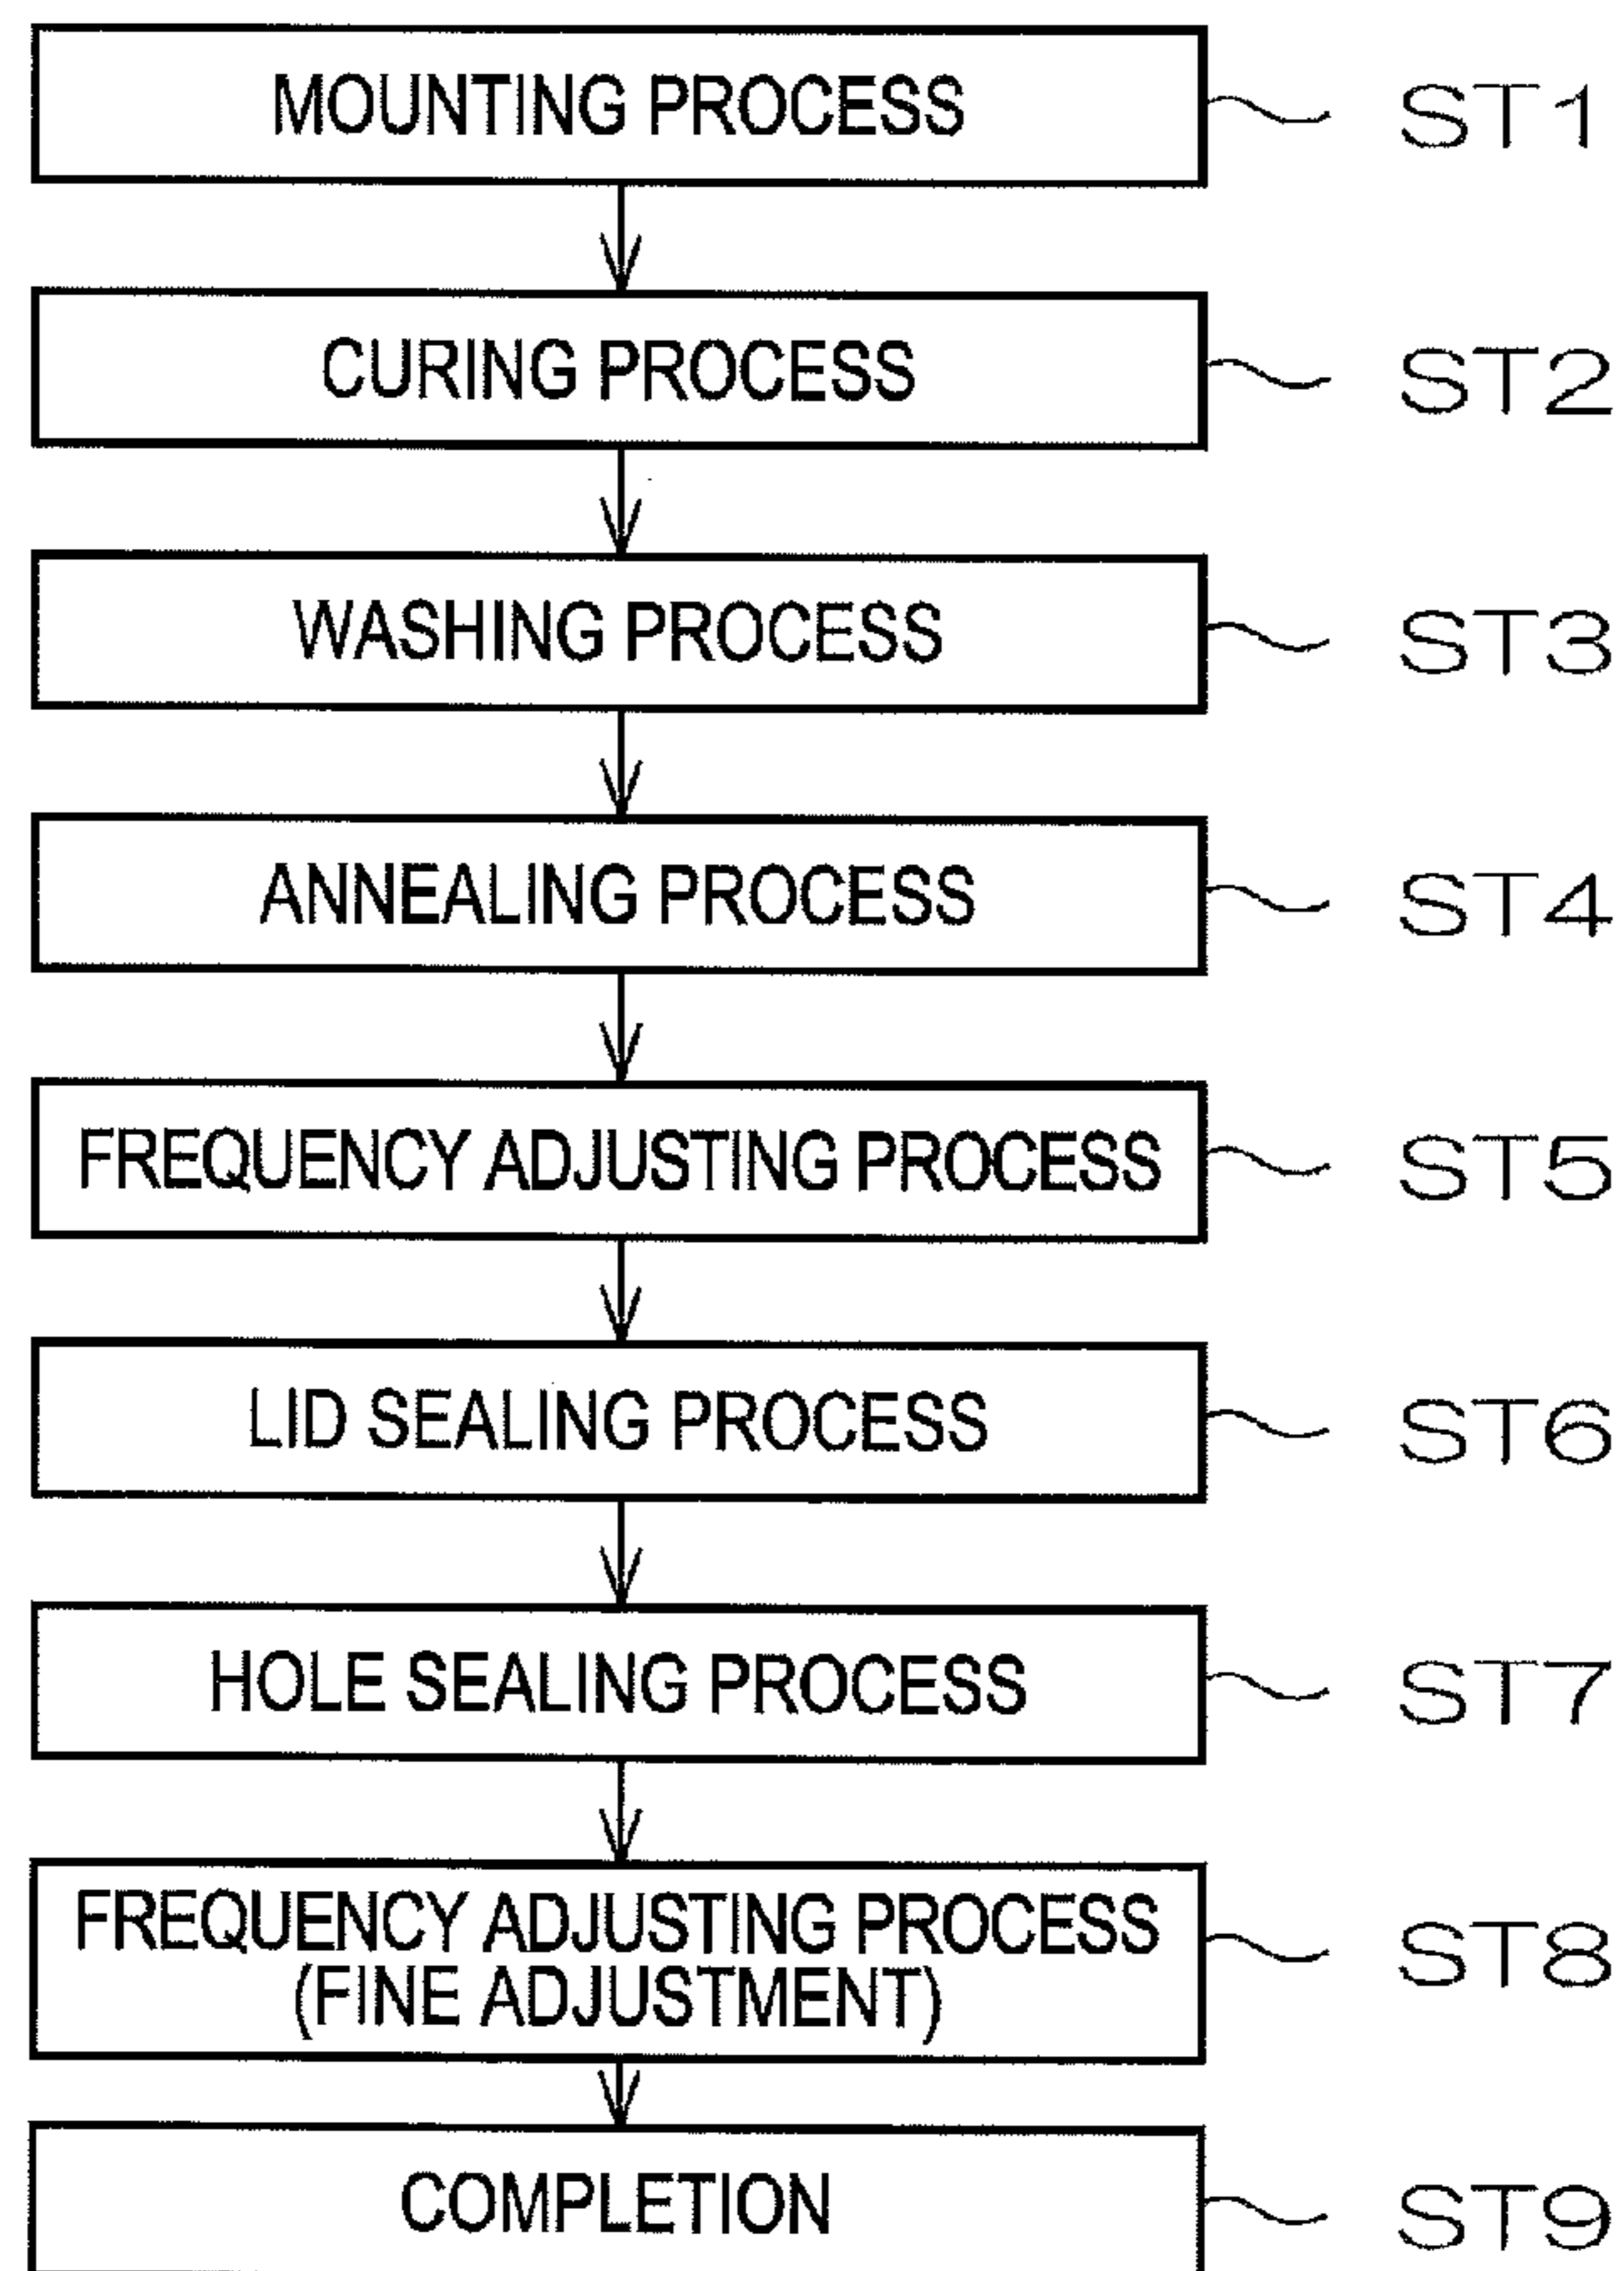 MOUNTING PROCESS ST1
CURING PROCESS ST2
WASHING PROCESS ST3
ANNEALING PROCESS ST4
FREQUENCY ADJUSTING PROCESS ST5
LID SEALING PROCESS ST6
HOLE SEALING PROCESS ST7
FREQUENCY ADJUSTING PROCESS
(FINE ADJUSTMENT) ST8
COMPLETION ST9